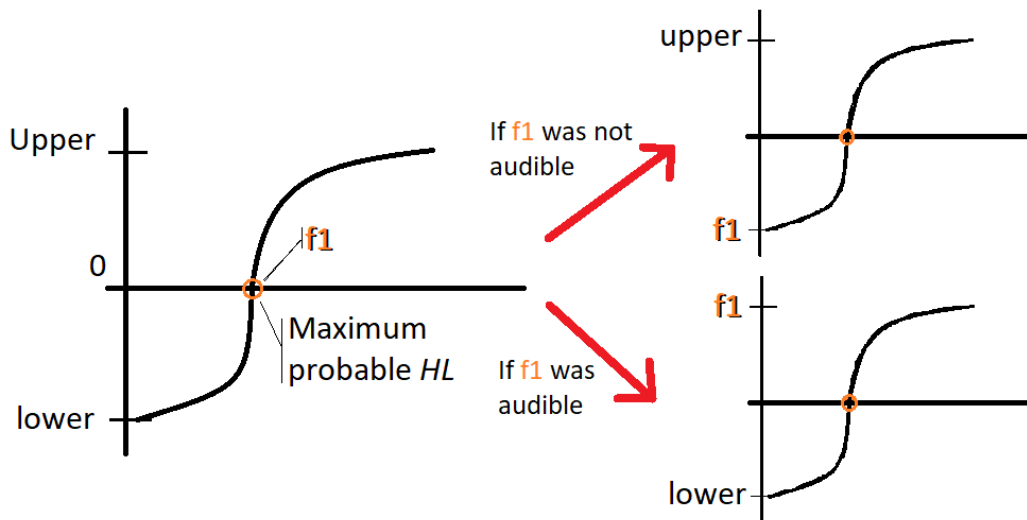 Upper
f1
0
Maximum
probable HL
lower
If f1 was not
audible
If f1 was
audible
upper
f1
f1
lower